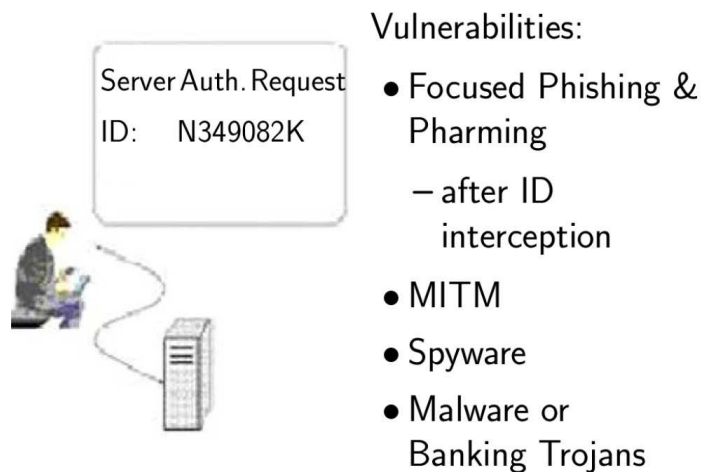 Vulnerabilities:
Server Auth. Request
ID: N349082K
• Focused Phishing &
Pharming
– after ID
interception
• MITM
• Spyware
• Malware or
Banking Trojans